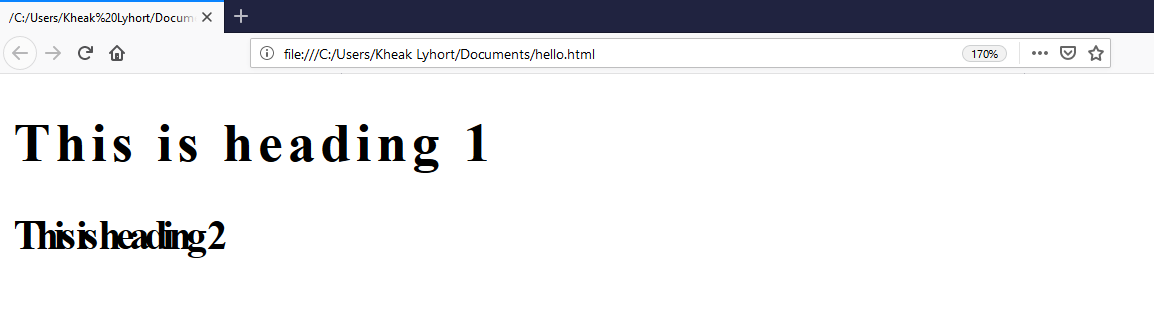 /C:/Users/Kheak%20Lyhort/Docum
file:///C:/Users/Kheak Lyhort/Documents/hello.html
170%
This is heading 1
This is heading 2